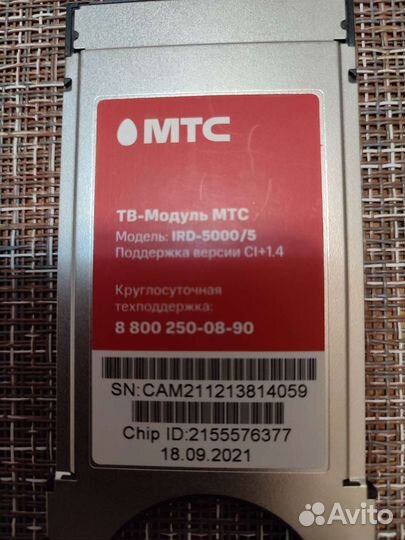 МТС
ТВ-Модуль МТС
Модель: IRD-5000/5
Поддержка версии CI+1.4
Круглосуточная
техподдержка:
8 800 250-08-90
SN:CAM211213814059
Chip ID:2155576377
18.09.2021
Avito